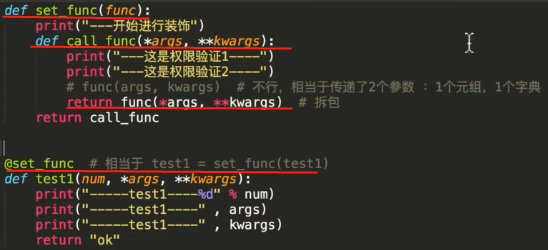 def set_func(func):
    print("---开始进行装饰")
    def call_func(*args, **kwargs):
        print("---这是权限验证1----")
        print("---这是权限验证2----")
        # func(args, kwargs)  # 不行，相当于传递了2个参数 ：1个元组，1个字典
        return func(*args, **kwargs)  # 拆包
    return call_func
@set_func  # 相当于 test1 = set_func(test1)
def test1(num, *args, **kwargs):
    print("-----test1----%d" % num)
    print("-----test1----" , args)
    print("-----test1----" , kwargs)
    return "ok"